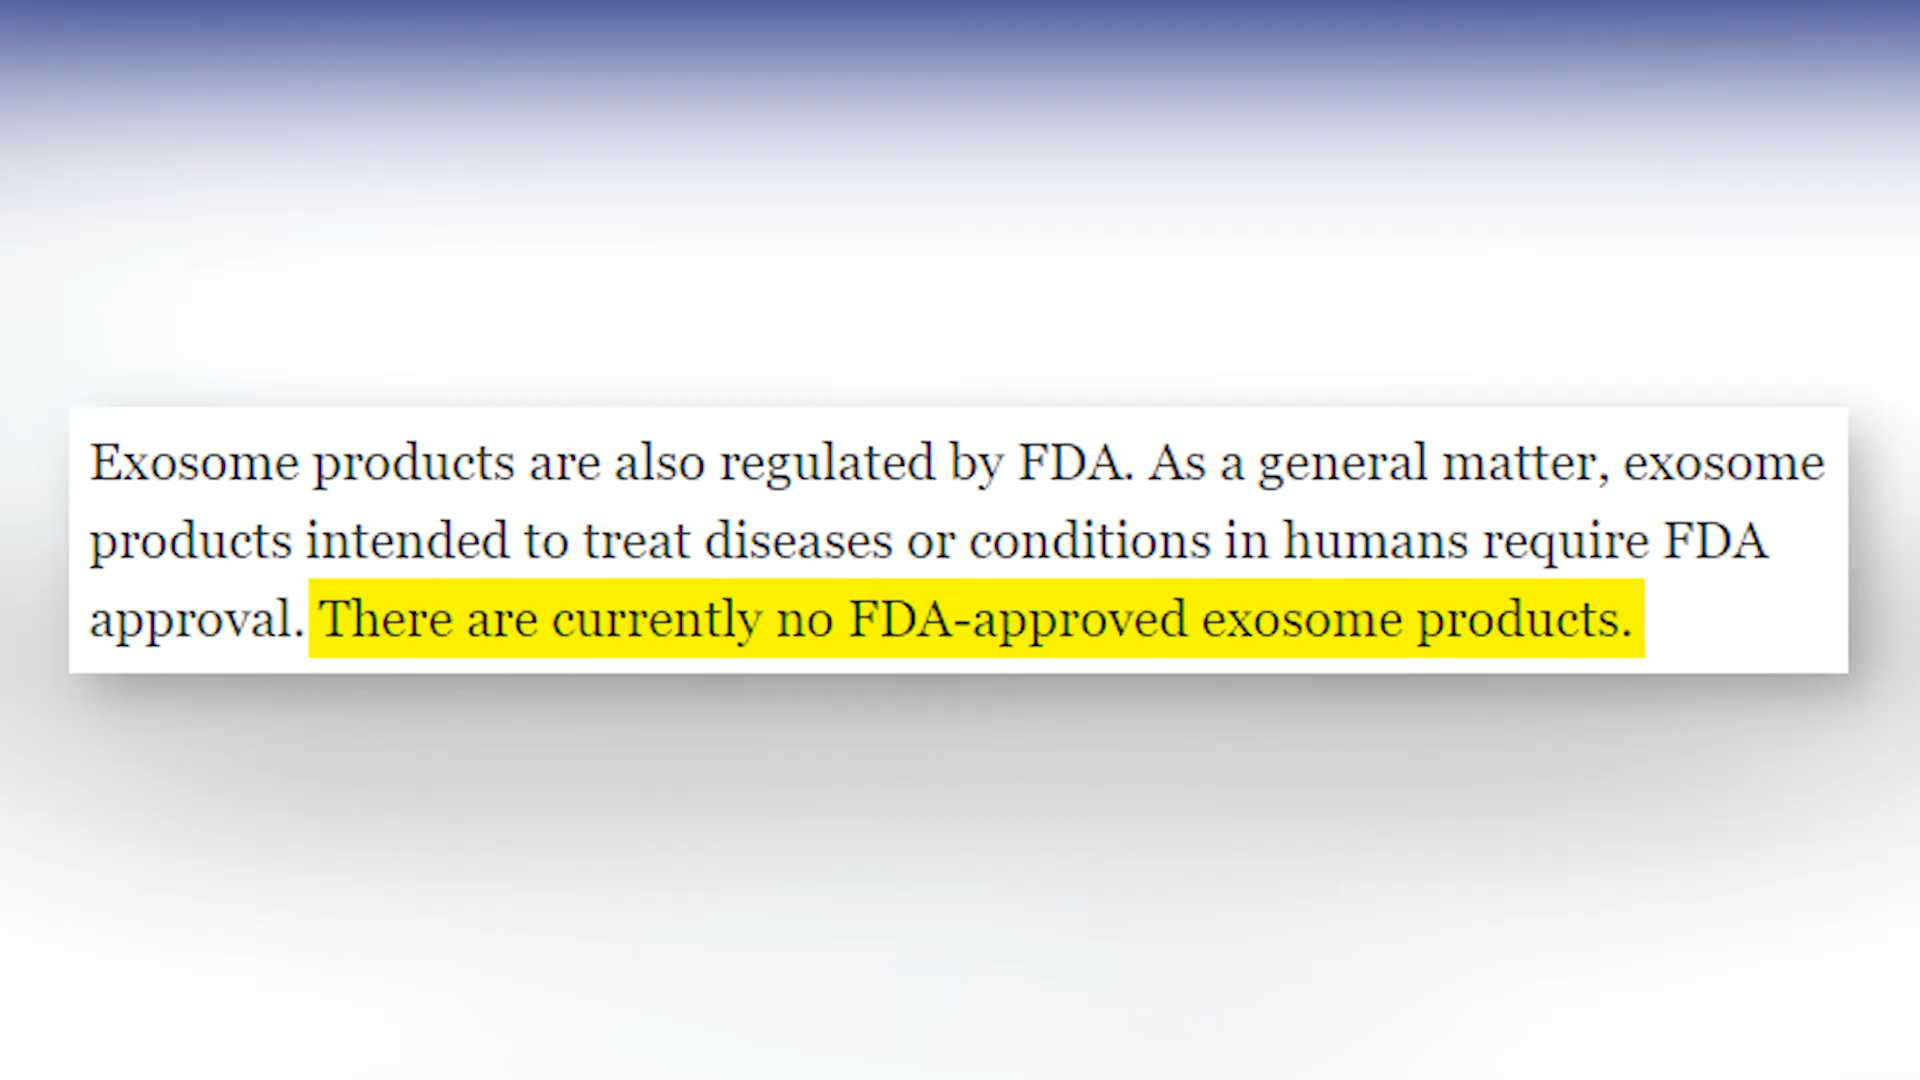 Exosome products are also regulated by FDA. As a general matter, exosome
products intended to treat diseases or conditions in humans require FDA
approval. There are currently no FDA-approved exosome products.